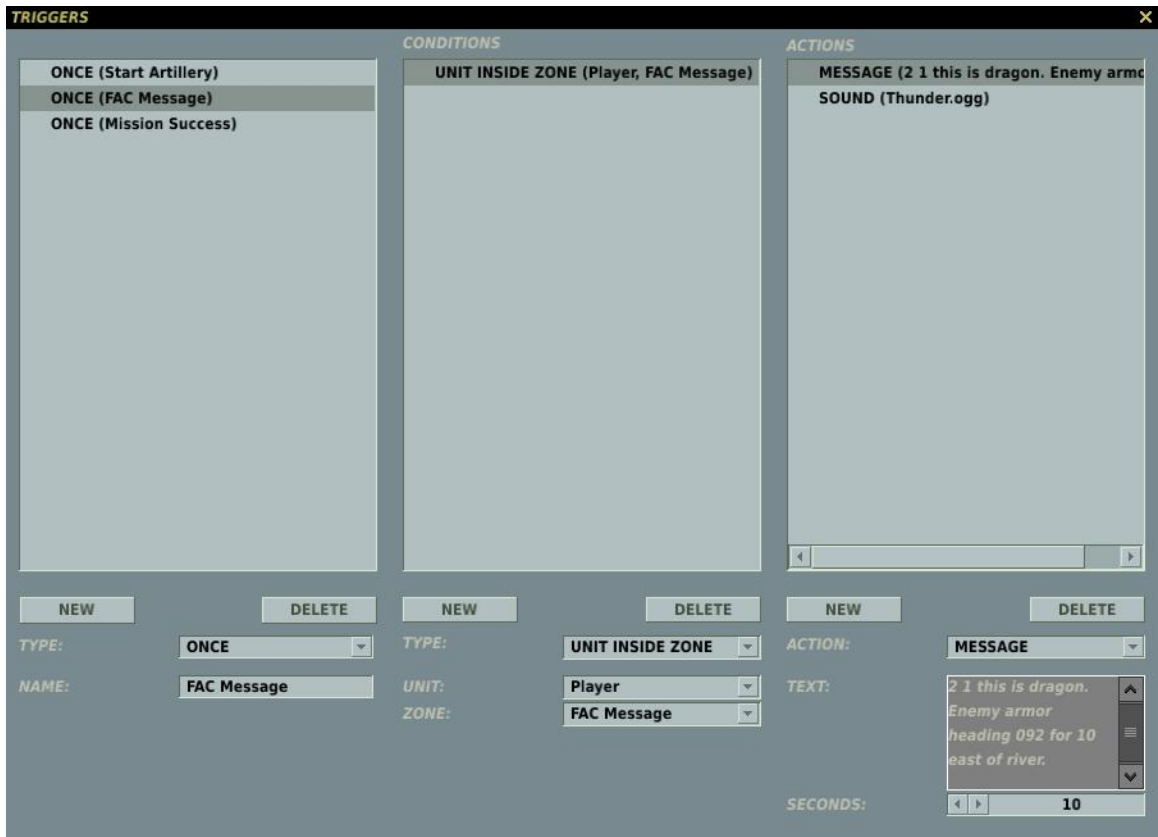 TRIGGERS
CONDITIONS
ACTIONS
ONCE (Start Artillery)
ONCE (FAC Message)
ONCE (Mission Success)
UNIT INSIDE ZONE (Player, FAC Message)
MESSAGE (2 1 this is dragon. Enemy armo
SOUND (Thunder.ogg)
NEW
DELETE
NEW
DELETE
NEW
DELETE
TYPE:
ONCE
NAME:
FAC Message
TYPE:
UNIT INSIDE ZONE
UNIT:
Player
ZONE:
FAC Message
ACTION:
MESSAGE
TEXT:
2 1 this is dragon.
Enemy armor
heading 092 for 10
east of river.
SECONDS:
10